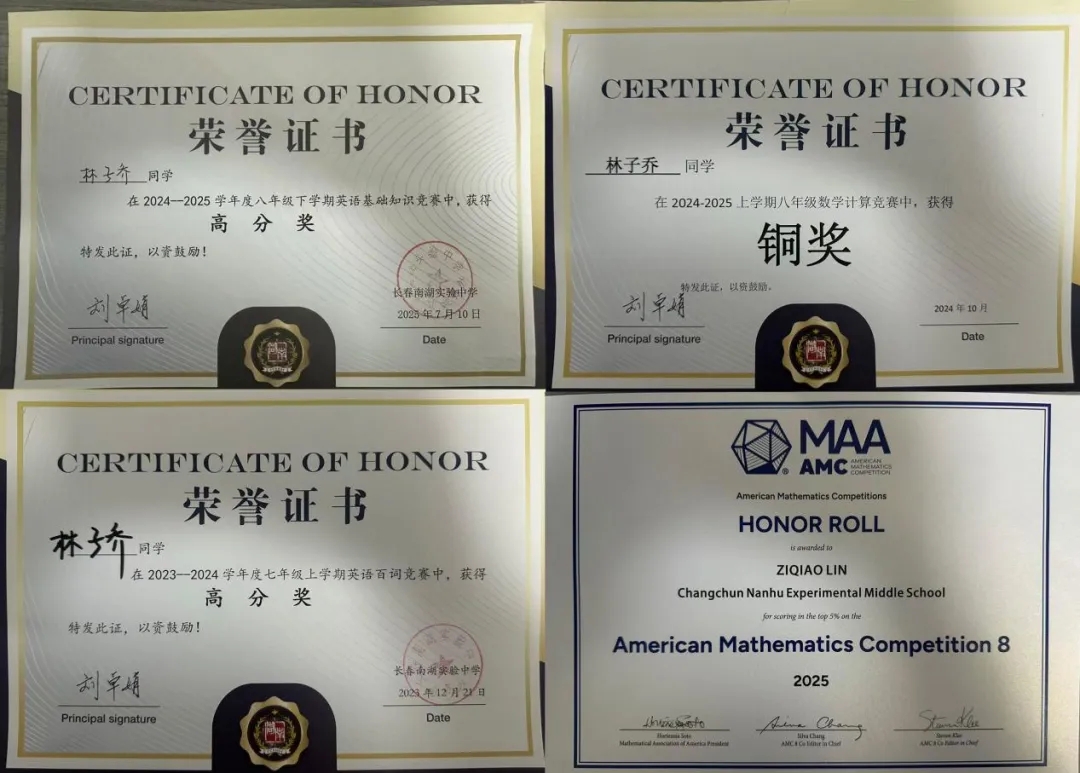 CERTIFICATE OF HONOR
荣誉证书
林子乔 同学
在 2024--2025 学年度八年级下学期英语基础知识竞赛中，获得
高 分 奖
特发此证，以资鼓励！
长春南湖实验中学
刘卓娟
2025 年 7 月 10 日
Principal signature
Date
CERTIFICATE OF HONOR
荣誉证书
林子乔 同学
在 2024-2025 上学期八年级数学计算竞赛中，获得
铜奖
特发此证，以资鼓励。
刘卓娟
2024 年 10 月
Principal signature
Date
CERTIFICATE OF HONOR
荣誉证书
林子乔 同学
在 2023--2024 学年度七年级上学期英语百词竞赛中，获得
高 分 奖
特发此证，以资鼓励！
长春南湖实验中学
刘卓娟
2023 年 12 月 21 日
Principal signature
Date
MAA
AMC AMERICAN MATHEMATICS COMPETITION
American Mathematics Competitions
HONOR ROLL
is awarded to
ZIQIAO LIN
Changchun Nanhu Experimental Middle School
for scoring in the top 5% on the
American Mathematics Competition 8
2025
Hortensia Soto
Mathematical Association of America President
Silva Chang
AMC 8 Co Editor in Chief
Steven Klee
AMC 8 Co Editor in Chief